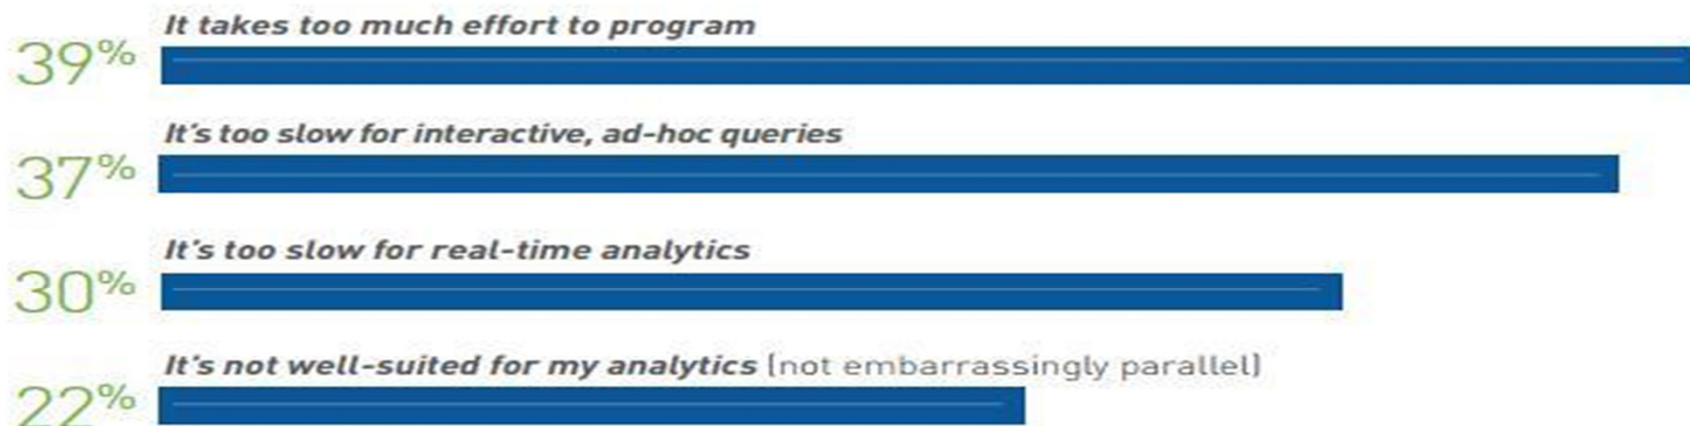 It takes too much effort to program
39%
It's too slow for interactive, ad-hoc queries
37%
It's too slow for real-time analytics
30%
It's not well-suited for my analytics (not embarrassingly parallel)
22%